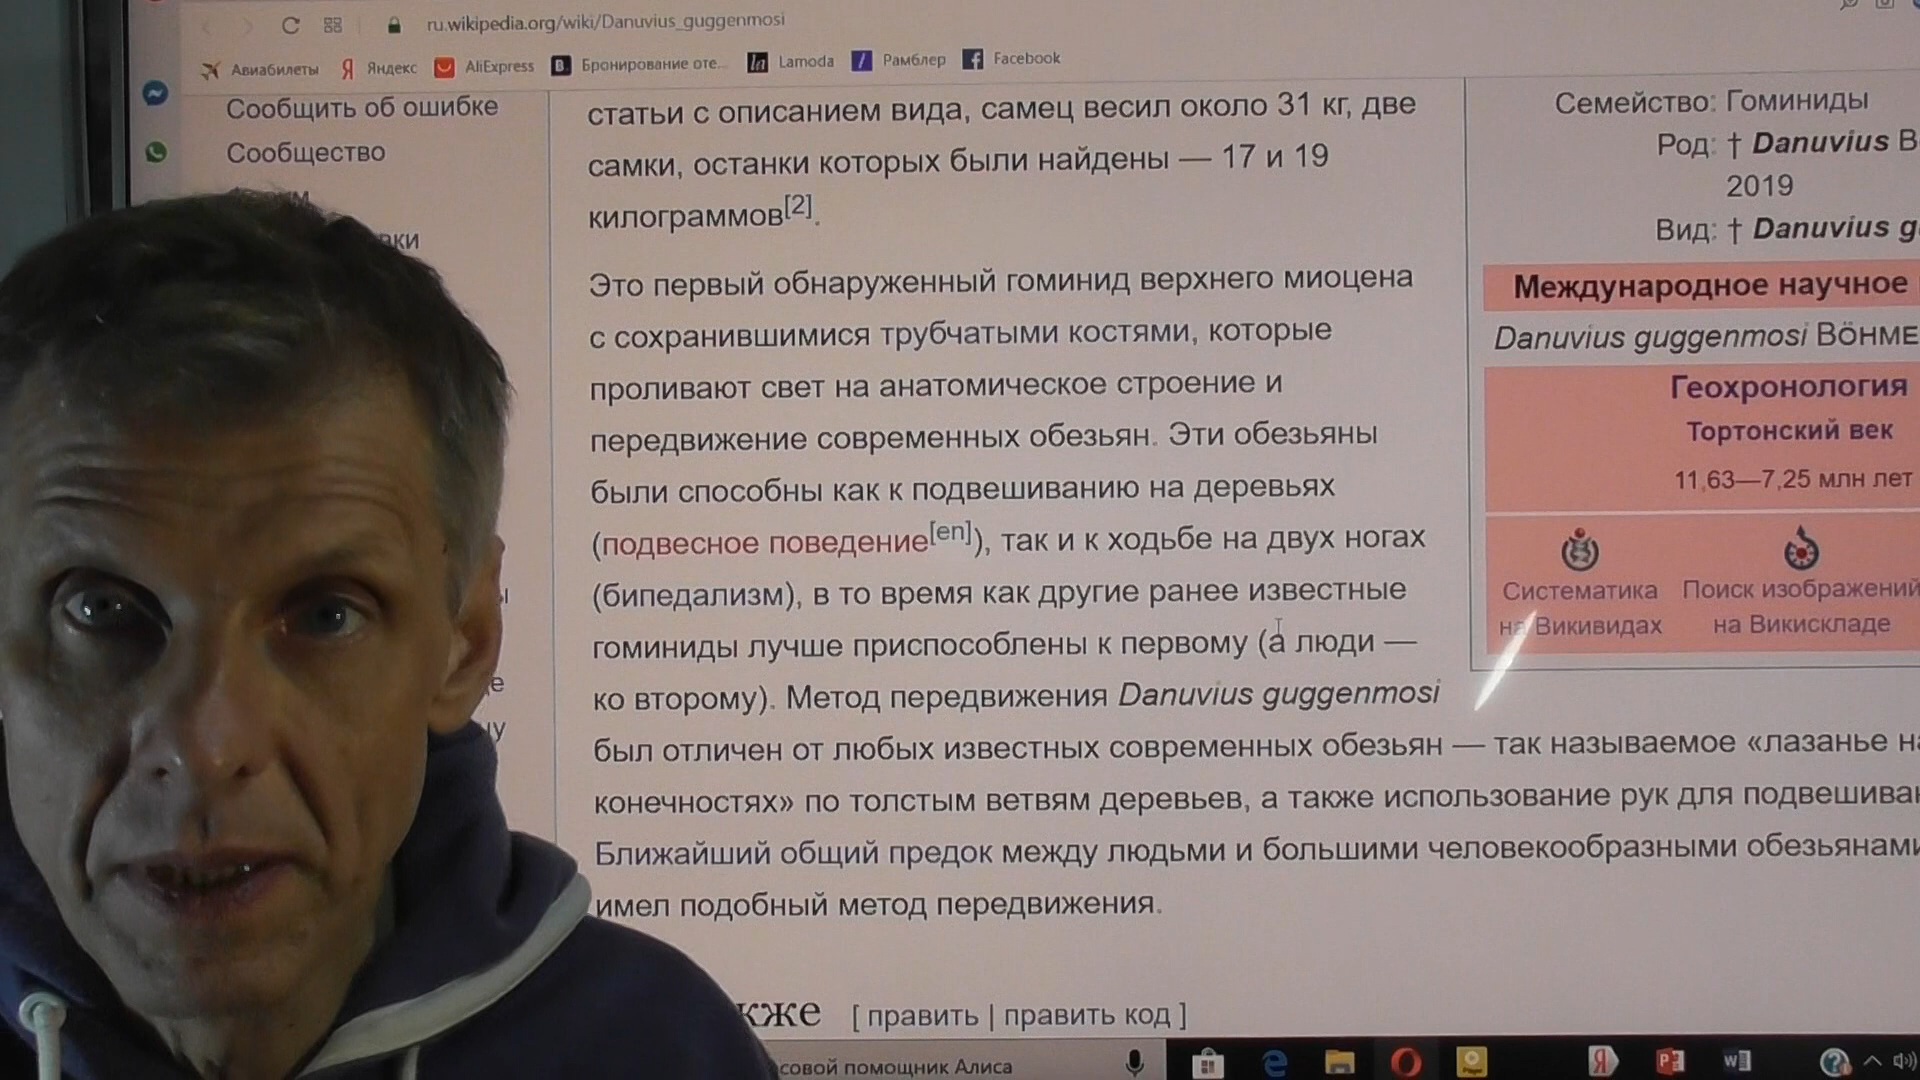 ru.wikipedia.org/wiki/Danuvius_guggenmosi
Авиабилеты Яндекс AliExpress Бронирование оте... Lamoda Рамблер Facebook
Сообщить об ошибке
Сообщество
статьи с описанием вида, самец весил около 31 кг, две
самки, останки которых были найдены — 17 и 19
килограммов[2].
Это первый обнаруженный гоминид верхнего миоцена
с сохранившимися трубчатыми костями, которые
проливают свет на анатомическое строение и
передвижение современных обезьян. Эти обезьяны
были способны как к подвешиванию на деревьях
(подвесное поведение[en]), так и к ходьбе на двух ногах
(бипедализм), в то время как другие ранее известные
гоминиды лучше приспособлены к первому (а люди —
ко второму). Метод передвижения Danuvius guggenmosi
был отличен от любых известных современных обезьян — так называемое «лазанье
конечностях» по толстым ветвям деревьев, а также использование рук для
Ближайший общий предок между людьми и большими человекообразными обезьянами
имел подобный метод передвижения.
[ править | править код ]
Семейство: Гоминиды
Род: † Danuvius
2019
Вид: † Danuvius
Международное научное
Danuvius guggenmosi BÖHME
Геохронология
Тортонский век
11,63—7,25 млн лет
Систематика
на Викивидах
Поиск изображений
на Викискладе
помощник Алиса